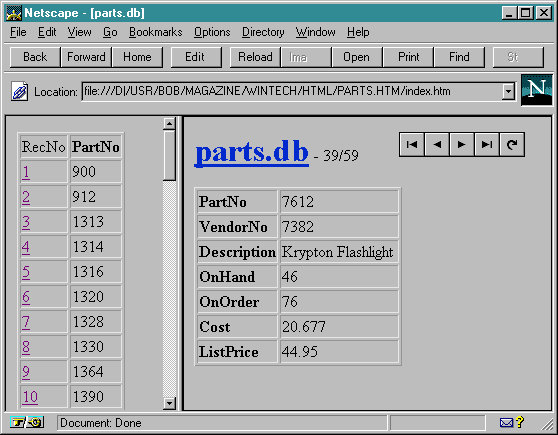 Netscape - [parts.db]
File Edit View Go Bookmarks Options Directory Window Help
Back Forward Home Edit Reload Ima Open Print Find St
Location: file:///D|/USR/BOB/MAGAZINE/WINTECH/HTML/PARTS.HTM/index.htm N
RecNo PartNo
1 900
2 912
3 1313
4 1314
5 1316
6 1320
7 1328
8 1330
9 1364
10 1390
parts.db - 39/59
PartNo 7612
VendorNo 7382
Description Krypton Flashlight
OnHand 46
OnOrder 76
Cost 20.677
ListPrice 44.95
Document: Done ?